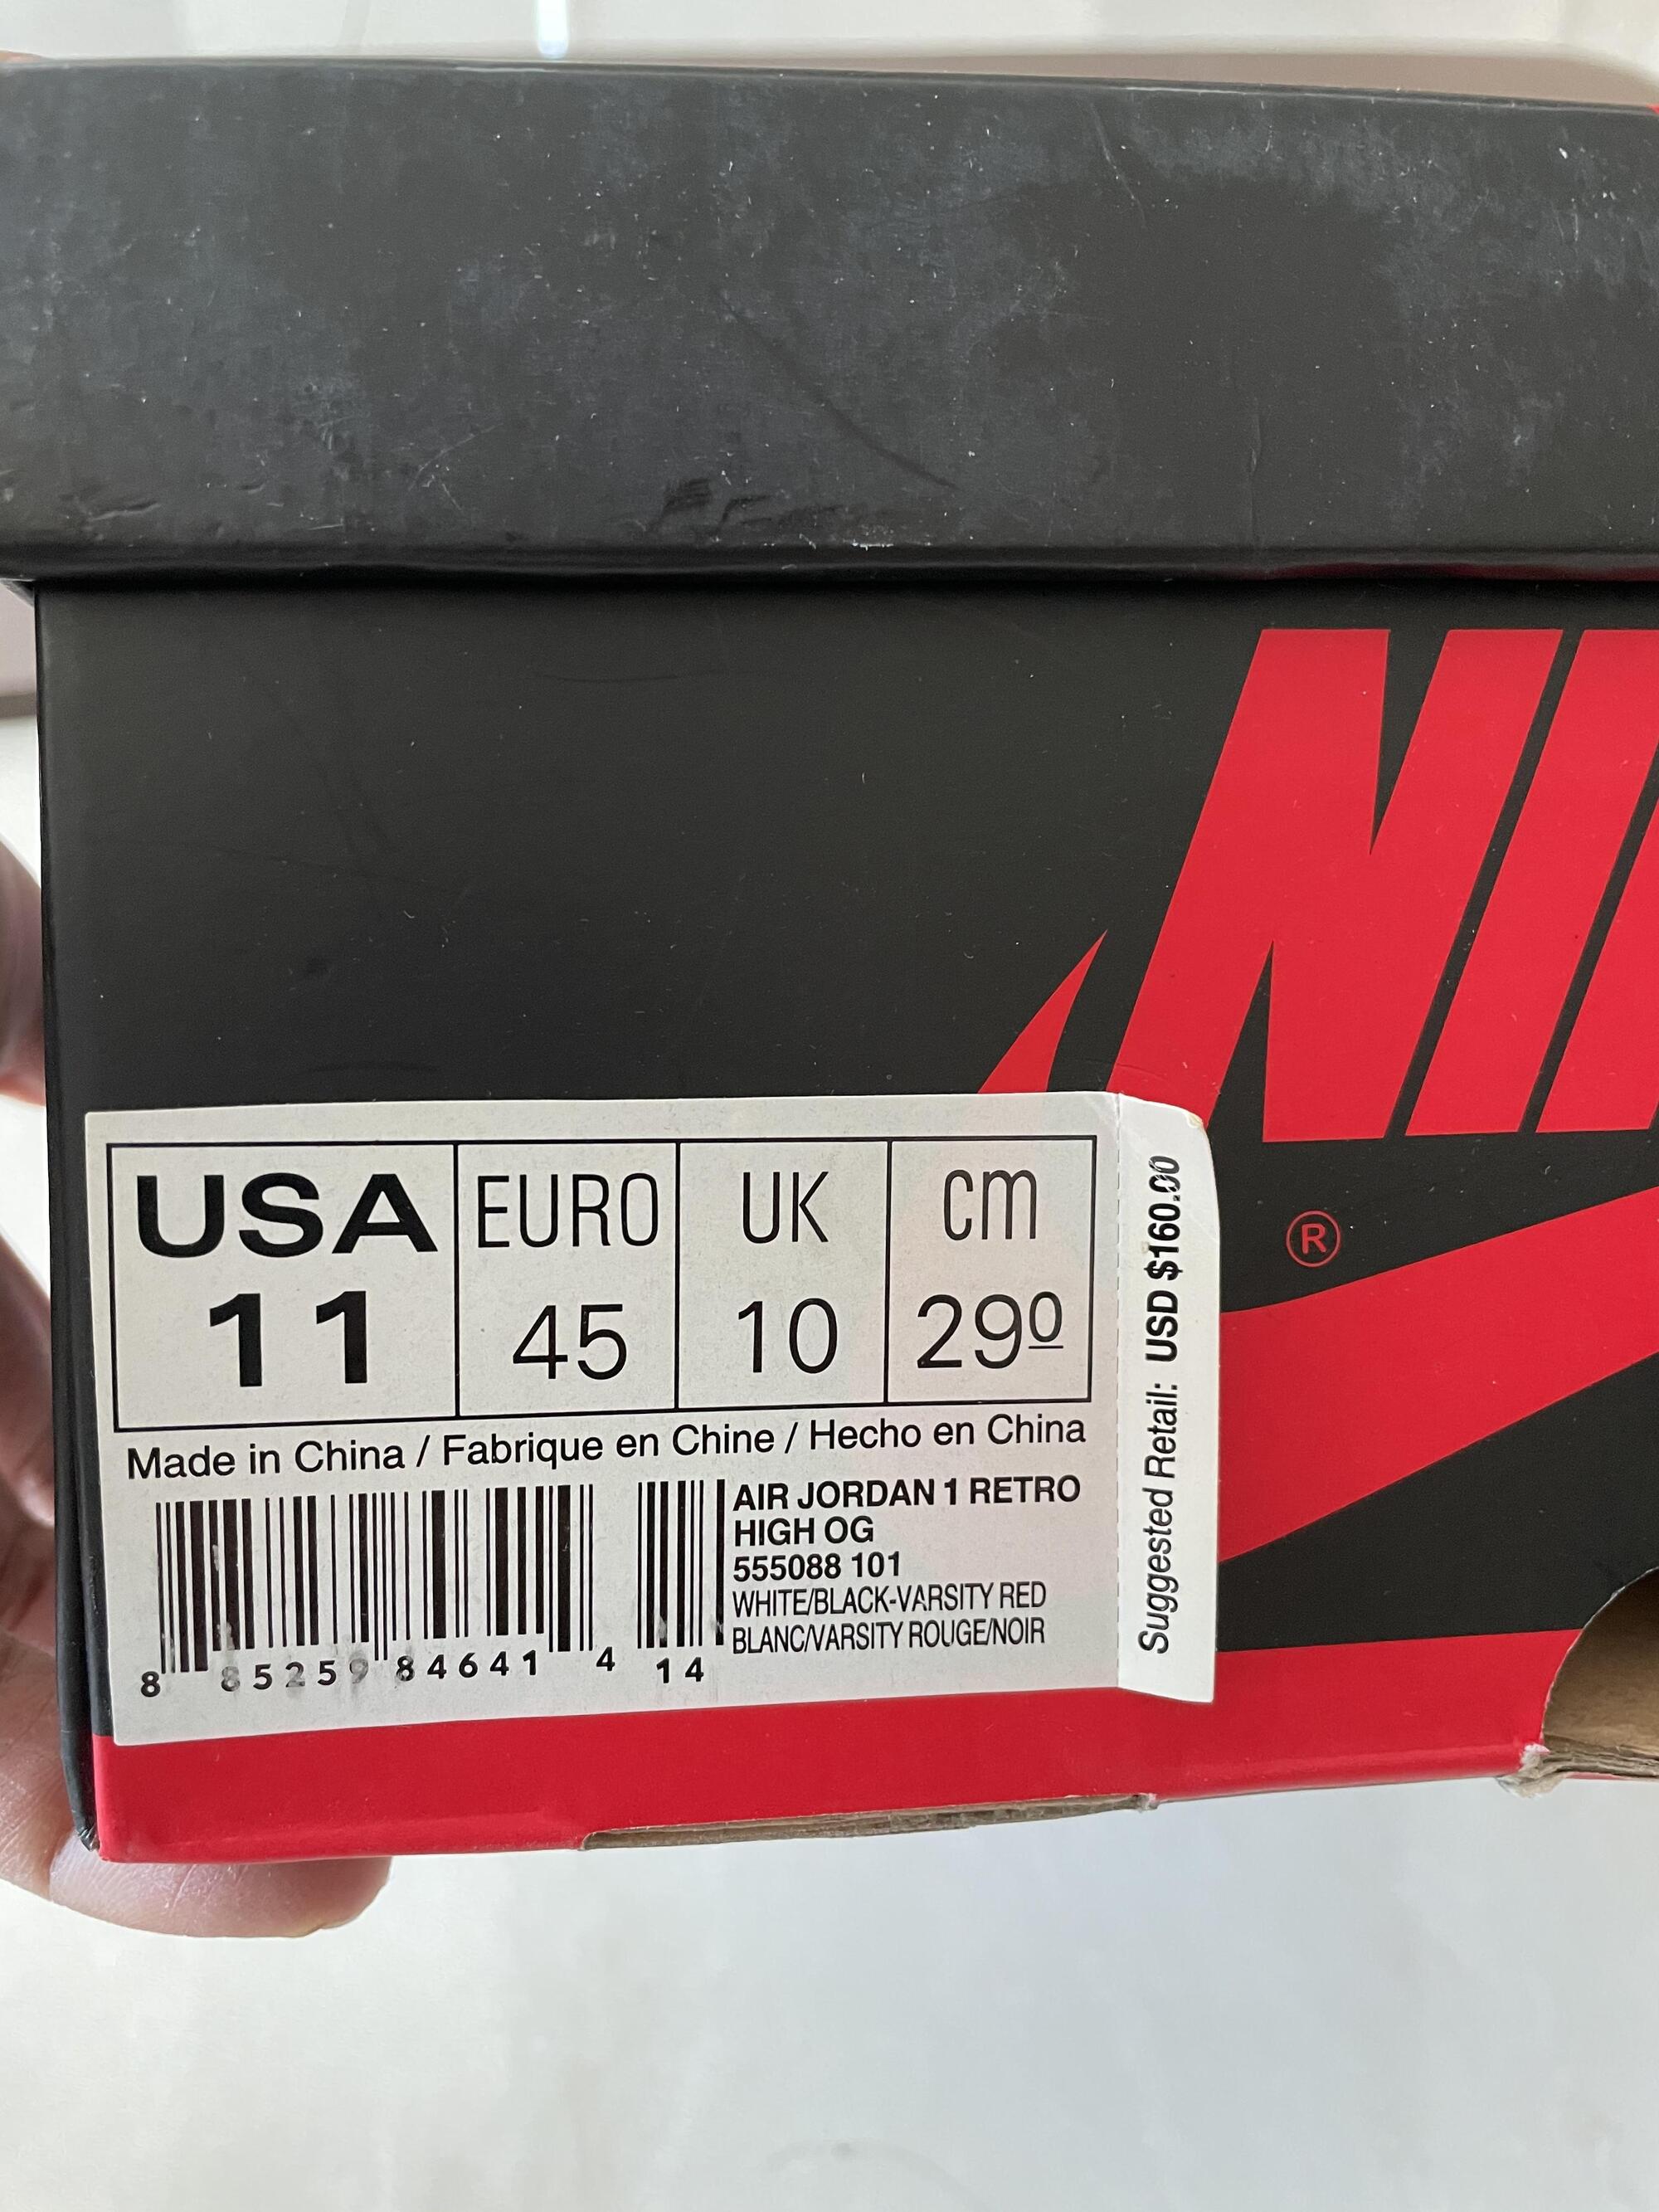 NI
®
USA EURO UK cm
11 45 10 290
Made in China / Fabrique en Chine / Hecho en China
AIR JORDAN 1 RETRO
HIGH OG
555088 101
WHITE/BLACK-VARSITY RED
BLANC/VARSITY ROUGE/NOIR
8 85259 84641 4 14
Suggested Retail: USD $160.00